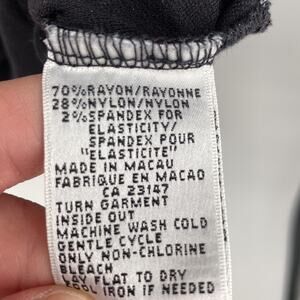 70%RAYON/RAYONNE
28%NYLON/NYLON
2%SPANDEX FOR
ELASTICITY/
SPANDEX POUR
"ELASTICITE"
MADE IN MACAU
FABRIQUE EN MACAO
CA 23147
TURN GARMENT
INSIDE OUT
MACHINE WASH COLD
GENTLE CYCLE
ONLY NON-CHLORINE
BLEACH
LAY FLAT TO DRY
COOL IRON IF NEEDED